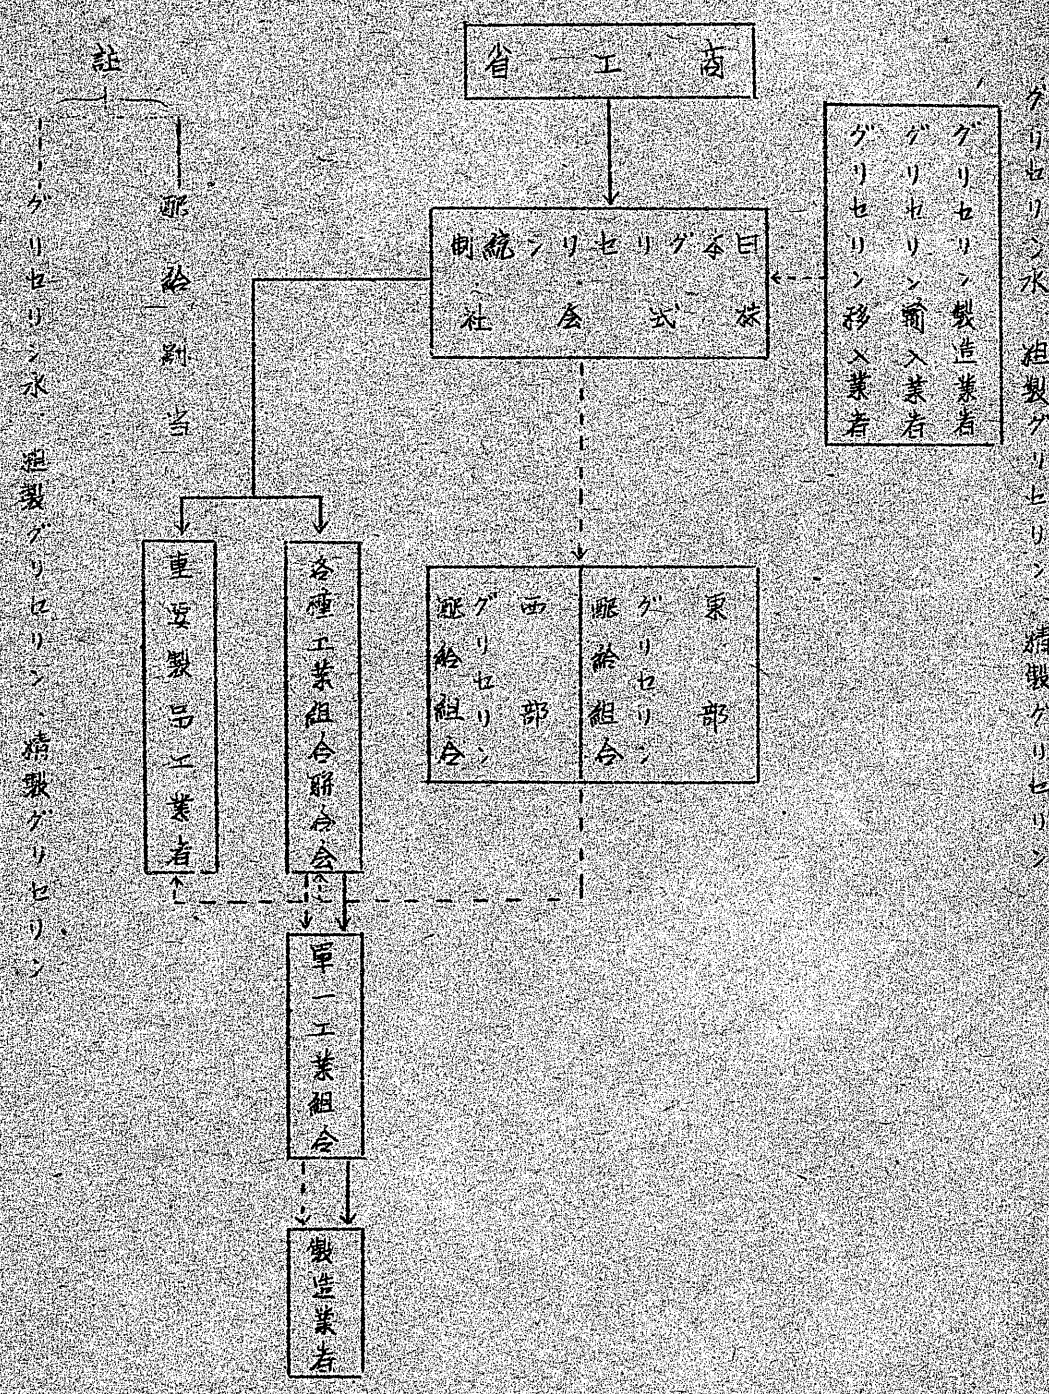 グリセリン水、粗製グリセリン、精製グリセリン
商工省
グリセリン製造業者
グリセリン輸入業者
グリセリン移入業者
日本グリセリン統制
株式会社
東部
グリセリン
配給組合
西部
グリセリン
配給組合
各種工業組合聯合会
重要製品工業者
單一工業組合
製造業者
註
配給割当
グリセリン水、粗製グリセリン、精製グリセリン、